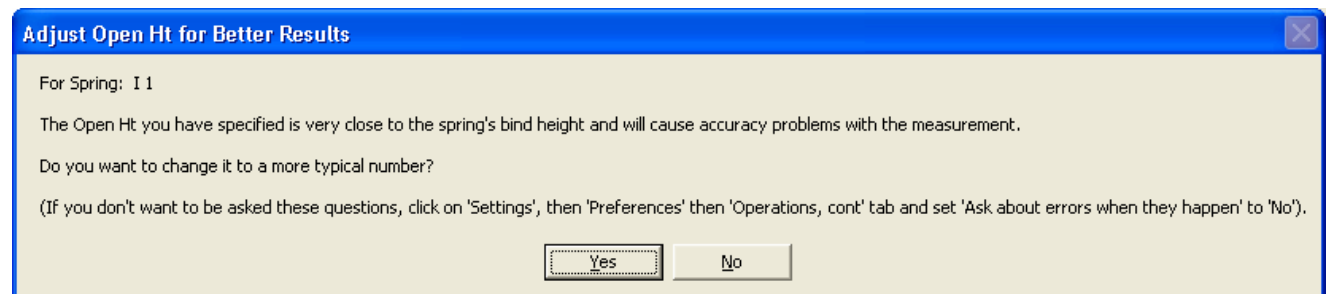 Adjust Open Ht for Better Results
For Spring: I 1
The Open Ht you have specified is very close to the spring's bind height and will cause accuracy problems with the measurement.
Do you want to change it to a more typical number?
(If you don't want to be asked these questions, click on 'Settings', then 'Preferences' then 'Operations, cont' tab and set 'Ask about errors when they happen' to 'No').
Yes No